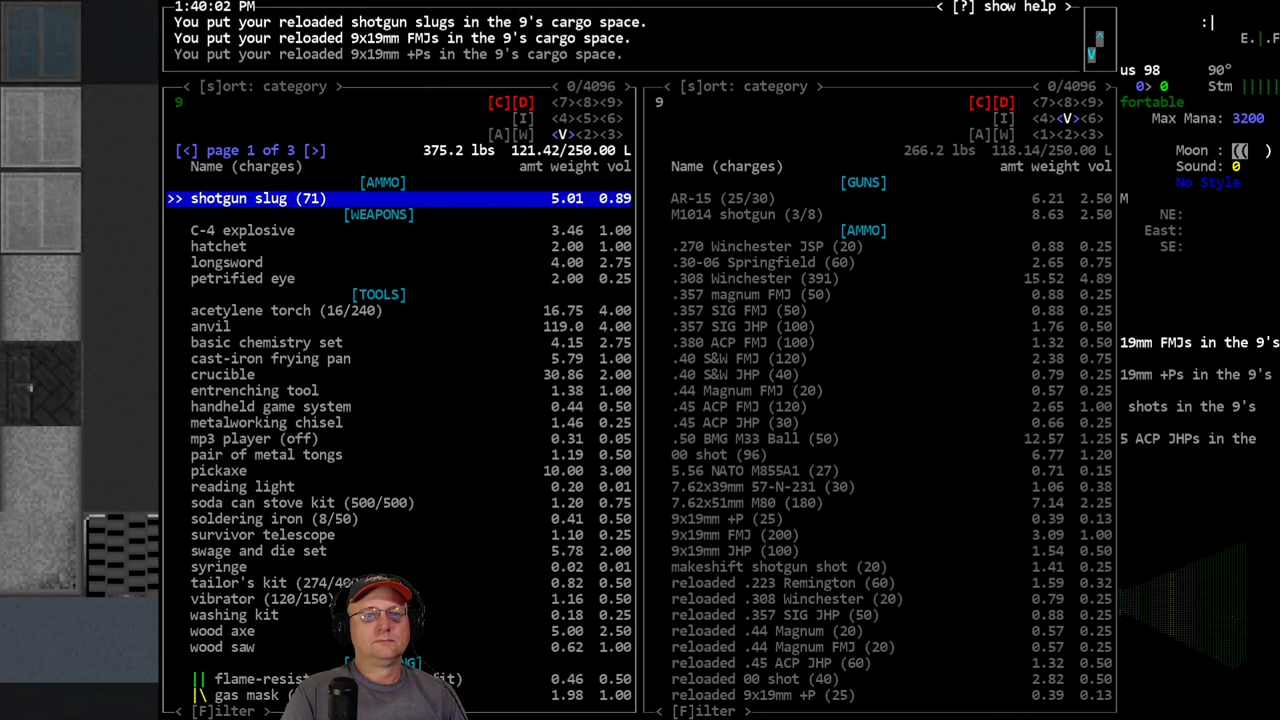 1:40:02 PM
< [?] show help >
You put your reloaded shotgun slugs in the 9's cargo space.
You put your reloaded 9x19mm FMJs in the 9's cargo space.
You put your reloaded 9x19mm +Ps in the 9's cargo space.
< [s]ort: category >
0/4096
9
[C][D] <7><8><9>
[I] <4><5><6>
[A][W] <V><2><3>
[<] page 1 of 3 [>]
375.2 lbs 121.42/250.00 L
Name (charges) amt weight vol
[AMMO]
>> shotgun slug (71) 5.01 0.89
[WEAPONS]
C-4 explosive 3.46 1.00
hatchet 2.00 1.00
longsword 4.00 2.75
petrified eye 2.00 0.25
[TOOLS]
acetylene torch (16/240) 16.75 4.00
anvil 119.0 4.00
basic chemistry set 4.15 2.75
cast-iron frying pan 5.79 1.00
crucible 30.86 2.00
entrenching tool 1.38 1.00
handheld game system 0.44 0.50
metalworking chisel 1.46 0.25
mp3 player (off) 0.31 0.05
pair of metal tongs 1.19 0.50
pickaxe 10.00 3.00
reading light 0.20 0.01
soda can stove kit (500/500) 1.20 0.75
soldering iron (8/50) 0.41 0.50
survivor telescope 1.10 0.25
swage and die set 5.78 2.00
syringe 0.02 0.01
tailor's kit (274/40 0.82 0.50
vibrator (120/150) 1.16 0.50
washing kit 0.18 0.25
wood axe 5.00 2.50
wood saw 0.62 1.00
NG]
|| flame-resis fit) 0.46 0.50
|\ gas mask ( 1.98 1.00
< [F]ilter >
< [s]ort: category >
0/4096
9
[C][D] <7><8><9>
[I] <4><V><6>
[A][W] <1><2><3>
266.2 lbs 118.14/250.00 L
Name (charges) amt weight vol
[GUNS]
AR-15 (25/30) 6.21 2.50
M1014 shotgun (3/8) 8.63 2.50
[AMMO]
.270 Winchester JSP (20) 0.88 0.25
.30-06 Springfield (60) 2.65 0.75
.308 Winchester (391) 15.52 4.89
.357 magnum FMJ (50) 0.88 0.25
.357 SIG FMJ (50) 0.88 0.25
.357 SIG JHP (100) 1.76 0.50
.380 ACP FMJ (100) 1.32 0.50
.40 S&W FMJ (120) 2.38 0.75
.40 S&W JHP (40) 0.79 0.25
.44 Magnum FMJ (20) 0.57 0.25
.45 ACP FMJ (120) 2.65 1.00
.45 ACP JHP (30) 0.66 0.25
.50 BMG M33 Ball (50) 12.57 1.25
00 shot (96) 6.77 1.20
5.56 NATO M855A1 (27) 0.71 0.15
7.62x39mm 57-N-231 (30) 1.06 0.38
7.62x51mm M80 (180) 7.14 2.25
9x19mm +P (25) 0.39 0.13
9x19mm FMJ (200) 3.09 1.00
9x19mm JHP (100) 1.54 0.50
makeshift shotgun shot (20) 1.41 0.25
reloaded .223 Remington (60) 1.59 0.32
reloaded .308 Winchester (20) 0.79 0.25
reloaded .357 SIG JHP (50) 0.88 0.25
reloaded .44 Magnum (20) 0.57 0.25
reloaded .44 Magnum (20) 0.57 0.25
reloaded .45 ACP JHP (60) 1.32 0.50
reloaded 00 shot (40) 2.82 0.50
reloaded 9x19mm +P (25) 0.39 0.13
< [F]ilter >
:|
E.|.F
us 98 90°
0> 0 Stm |||||
fortable
Max Mana: 3200
Moon : (( )
Sound: 0
No Style
M
NE:
East:
SE:
19mm FMJs in the 9's
19mm +Ps in the 9's
shots in the 9's
5 ACP JHPs in the